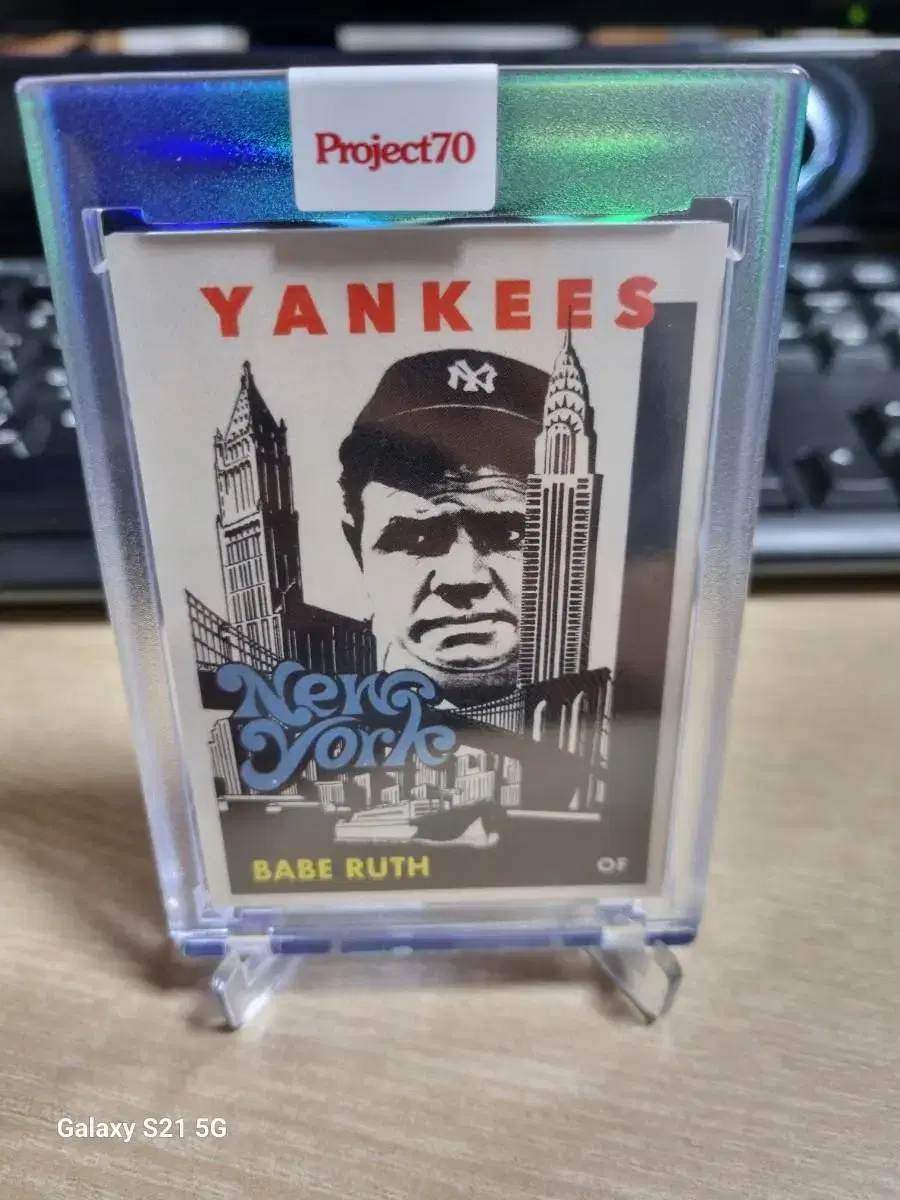 Project70
YANKEES
NY
New
York
BABE RUTH
OF
Galaxy S21 5G